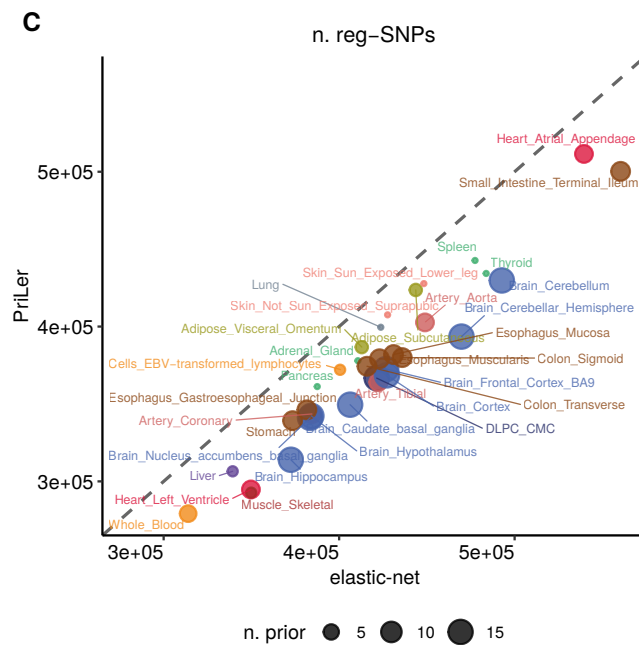 C
n. reg−SNPs
Heart_Atrial_Appendage
5e+05
Small_Intestine_Terminal_Ileum
Spleen
Thyroid
Skin_Sun_Exposed_Lower_leg
Lung
Brain_Cerebellum
Artery_Aorta
Skin_Not_Sun_Exposed_Suprapubic
Brain_Cerebellar_Hemisphere
PriLer
4e+05
Adipose_Visceral_Omentum
Esophagus_Mucosa
Adipose_Subcutaneous
Adrenal_Gland
Esophagus_Muscularis
Colon_Sigmoid
Cells_EBV−transformed_lymphocytes
Pancreas
Brain_Frontal_Cortex_BA9
Artery_Tibial
Esophagus_Gastroesophageal_Junction
Brain_Cortex
Colon_Transverse
Artery_Coronary
Stomach
Brain_Caudate_basal_ganglia
DLPC_CMC
Brain_Nucleus_accumbens_basal_ganglia
Brain_Hypothalamus
Liver
Brain_Hippocampus
3e+05
Heart_Left_Ventricle
Muscle_Skeletal
Whole_Blood
3e+05
4e+05
5e+05
elastic−net
n. prior
5
10
15